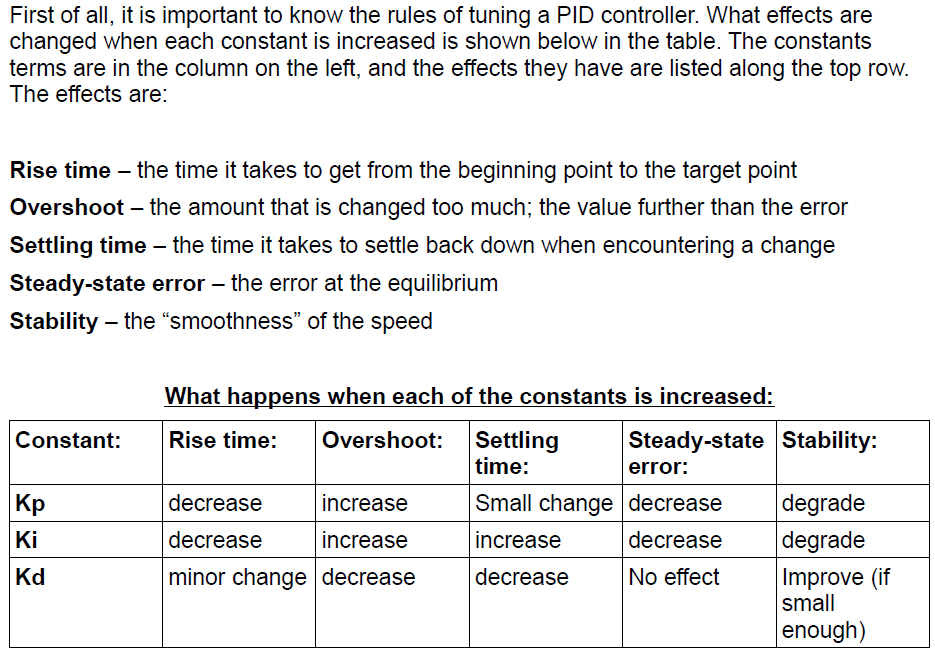 First of all, it is important to know the rules of tuning a PID controller. What effects are
changed when each constant is increased is shown below in the table. The constants
terms are in the column on the left, and the effects they have are listed along the top row.
The effects are:
Rise time – the time it takes to get from the beginning point to the target point
Overshoot – the amount that is changed too much; the value further than the error
Settling time – the time it takes to settle back down when encountering a change
Steady-state error – the error at the equilibrium
Stability – the “smoothness” of the speed
What happens when each of the constants is increased:
Constant: Rise time: Overshoot: Settling time: Steady-state error: Stability:
Kp decrease increase Small change decrease degrade
Ki decrease increase increase decrease degrade
Kd minor change decrease decrease No effect Improve (if small enough)